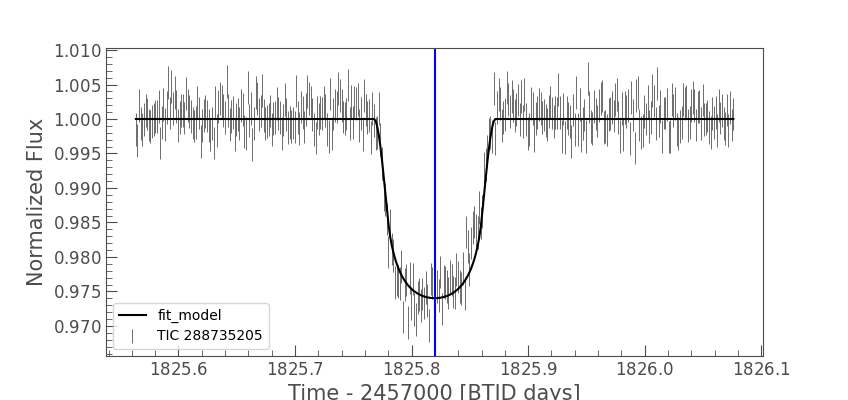 1.010
1.005
1.000
0.995
0.990
0.985
0.980
0.975
0.970
Normalized Flux
fit_model
TIC 288735205
1825.6 1825.7 1825.8 1825.9 1826.0 1826.1
Time - 2457000 [BTJD days]